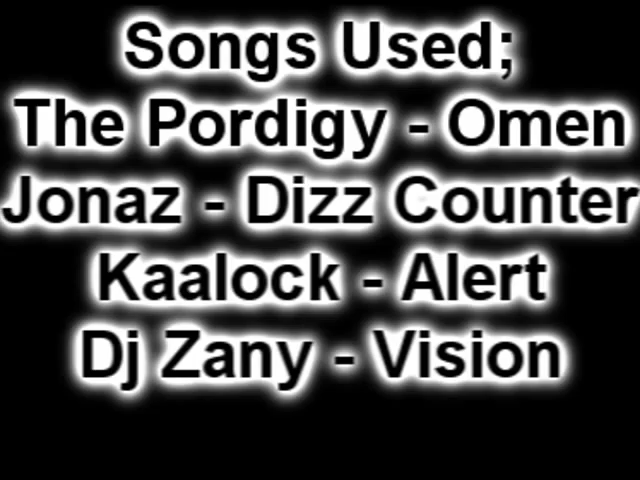 Songs Used;
The Pordigy - Omen
Jonaz - Dizz Counter
Kaalock - Alert
Dj Zany - Vision